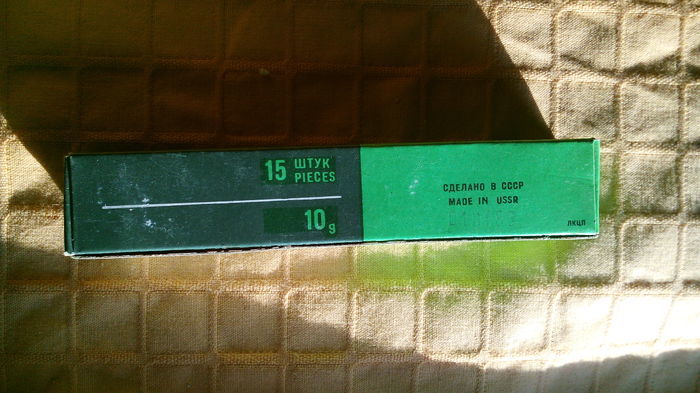 15 ШТУК
PIECES
10g
СДЕЛАНО В СССР
MADE IN USSR
ЛКЦП